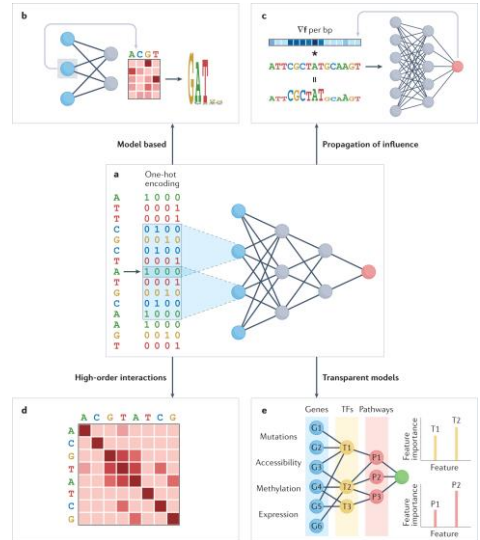 b
A C G T
GAT
c
∇f per bp
*
ATTCGCTATGCAAGT
=
ATTCGCTATGCAAGT
Model based
Propagation of influence
a
One-hot
encoding
A 1 0 0 0
T 0 0 0 1
T 0 0 0 1
C 0 1 0 0
G 0 0 1 0
C 0 1 0 0
T 0 0 0 1
A 1 0 0 0
T 0 0 0 1
G 0 0 1 0
C 0 1 0 0
A 1 0 0 0
A 1 0 0 0
G 0 0 1 0
T 0 0 0 1
High-order interactions
Transparent models
d
A C G T A T C G
A
C
G
T
A
T
C
G
e
Genes TFs Pathways
Mutations
Accessibility
Methylation
Expression
G1
G2
G3
G4
G5
G6
T1
T2
T3
P1
P2
P3
Feature
importance
T1
T2
Feature
Feature
importance
P1
P2
Feature